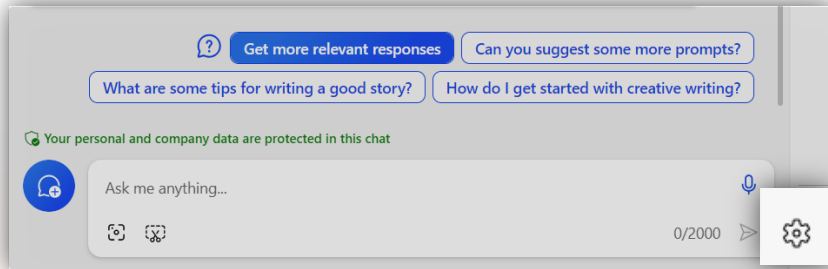 Get more relevant responses
Can you suggest some more prompts?
What are some tips for writing a good story?
How do I get started with creative writing?
Your personal and company data are protected in this chat
Ask me anything...
0/2000